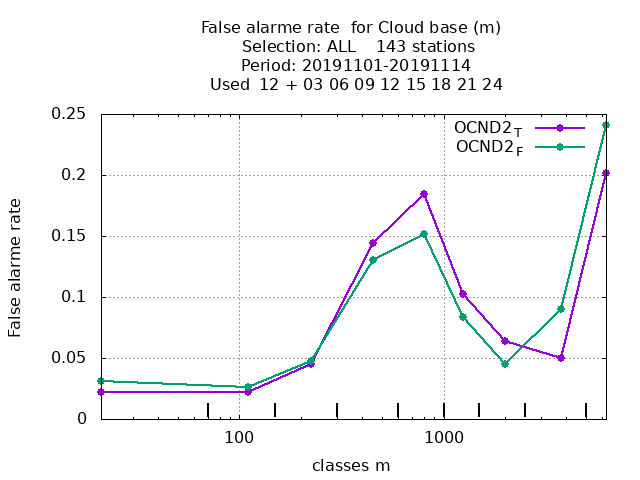 False alarme rate  for Cloud base (m)
Selection: ALL    143 stations
Period: 20191101-20191114
Used  12 + 03 06 09 12 15 18 21 24
0.25
0.2
0.15
0.1
0.05
0
False alarme rate
OCND2T
OCND2F
100
1000
classes m